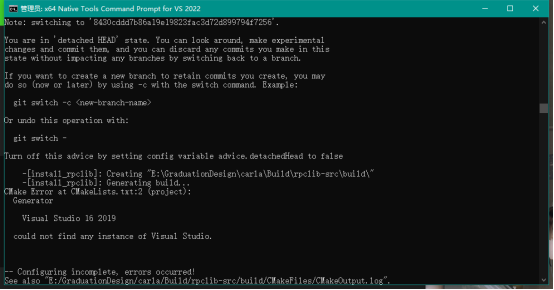 管理员: x64 Native Tools Command Prompt for VS 2022
Note: switching to '8430cddd7b86a19e19823fac3d72d899794f7256'.
You are in 'detached HEAD' state. You can look around, make experimental
changes and commit them, and you can discard any commits you make in this
state without impacting any branches by switching back to a branch.
If you want to create a new branch to retain commits you create, you may
do so (now or later) by using -c with the switch command. Example:
git switch -c <new-branch-name>
Or undo this operation with:
git switch -
Turn off this advice by setting config variable advice.detachedHead to false
-[install_rpclib]: Creating "E:\GraduationDesign\carla\Build\rpclib-src\build\"
-[install_rpclib]: Generating build...
CMake Error at CMakeLists.txt:2 (project):
Generator
Visual Studio 16 2019
could not find any instance of Visual Studio.
-- Configuring incomplete, errors occurred!
See also "E:/GraduationDesign/carla/Build/rpclib-src/build/CMakeFiles/CMakeOutput.log".